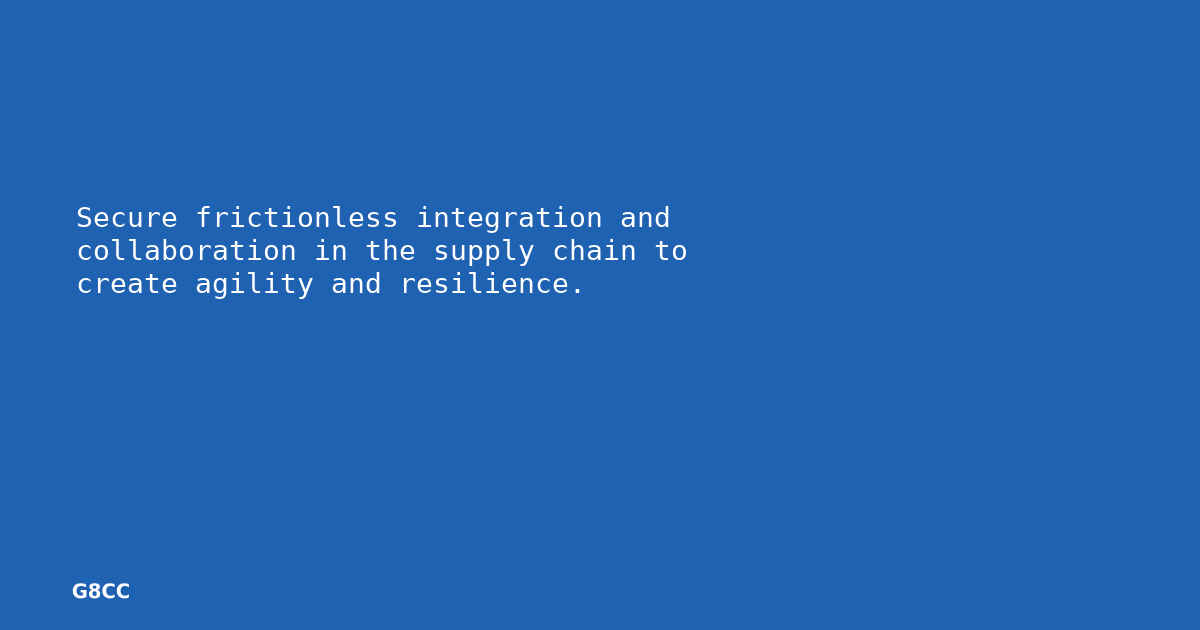 Secure frictionless integration and
collaboration in the supply chain to
create agility and resilience.
G8CC